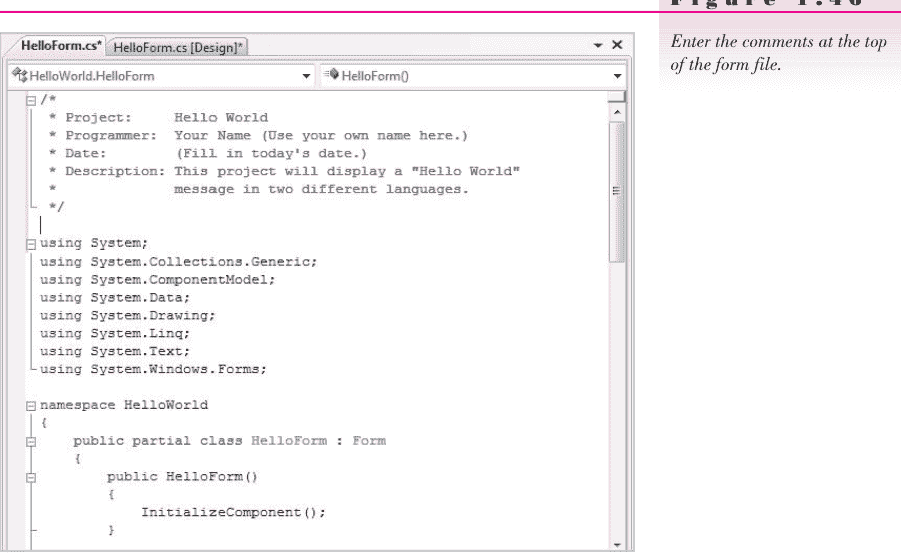 Figure 1.46
Enter the comments at the top
of the form file.
HelloForm.cs* HelloForm.cs [Design]*
HelloWorld.HelloForm HelloForm()
/*
* Project: Hello World
* Programmer: Your Name (Use your own name here.)
* Date: (Fill in today's date.)
* Description: This project will display a "Hello World"
* message in two different languages.
*/
using System;
using System.Collections.Generic;
using System.ComponentModel;
using System.Data;
using System.Drawing;
using System.Linq;
using System.Text;
using System.Windows.Forms;
namespace HelloWorld
{
public partial class HelloForm : Form
{
public HelloForm()
{
InitializeComponent();
}